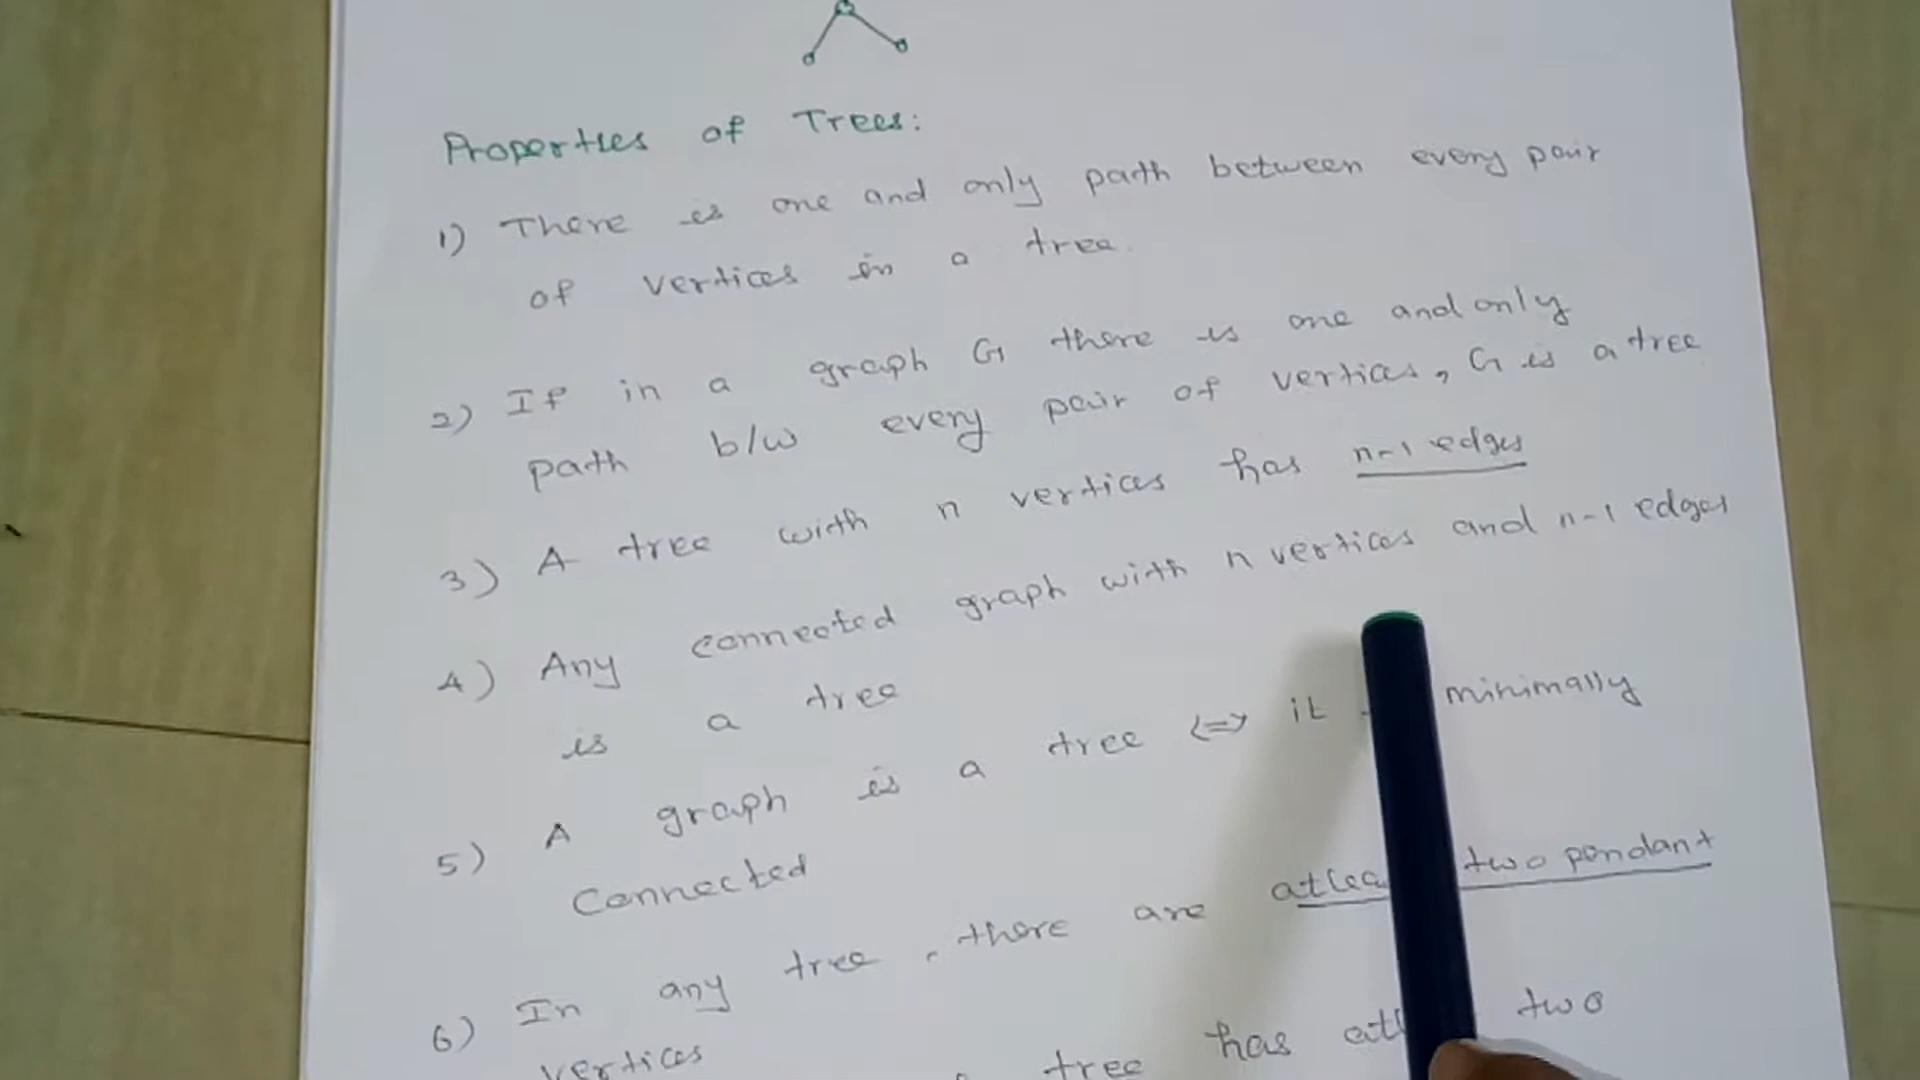 Properties of Trees:
1) There is one and only path between every pair
of vertices in a tree.
2) If in a graph G there is one and only
path b/w every pair of vertices, G is a tree
3) A tree with n vertices has n-1 edges
4) Any connected graph with n vertices and n-1 edges
is a tree
5) A graph is a tree <=> it minimally
Connected
6) In any tree, there are atlea two pendant
vertices
tree has two